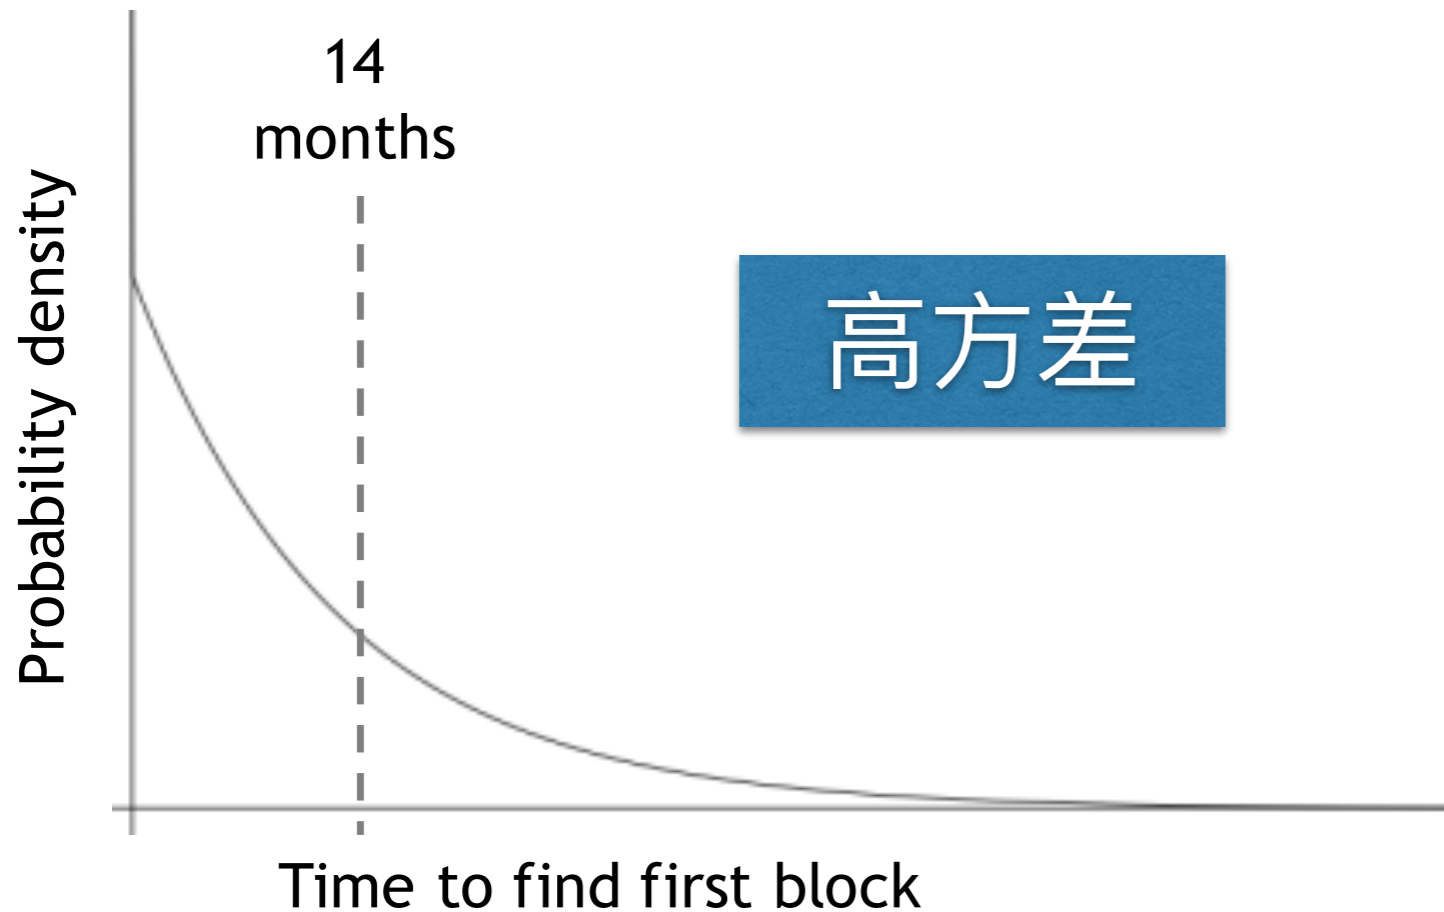 14
months
Probability density
高方差
Time to find first block